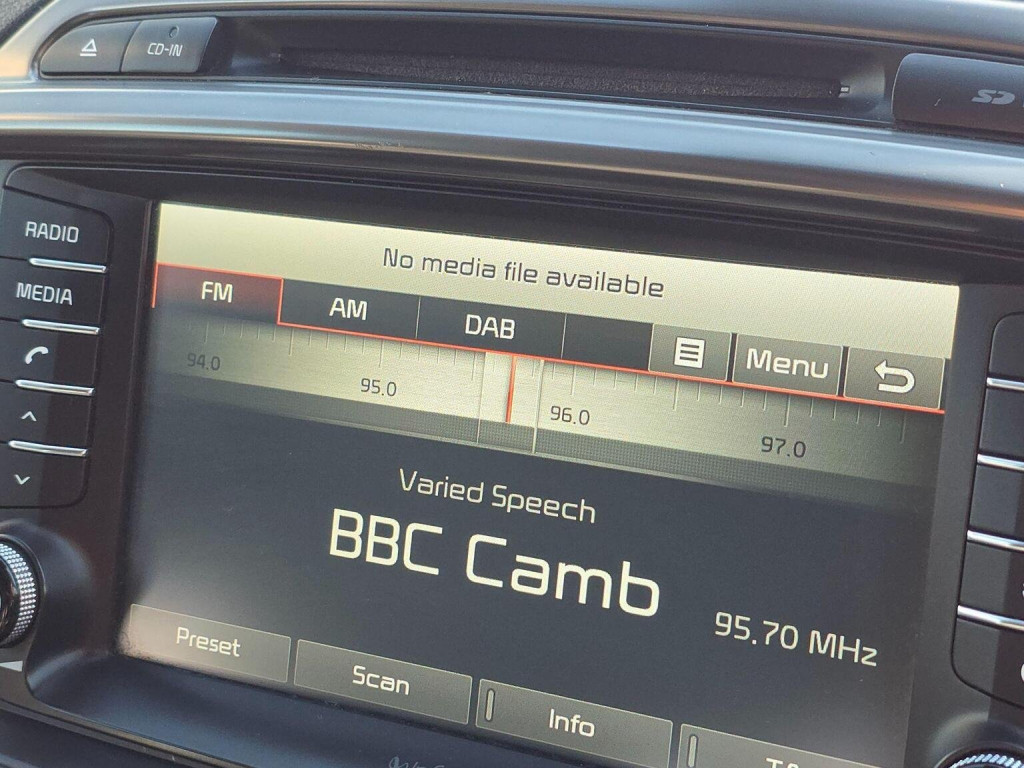 CD-IN
SD
RADIO
MEDIA
No media file available
FM AM DAB Menu
94.0 95.0 96.0 97.0
Varied Speech
BBC Camb
95.70 MHz
Preset Scan Info